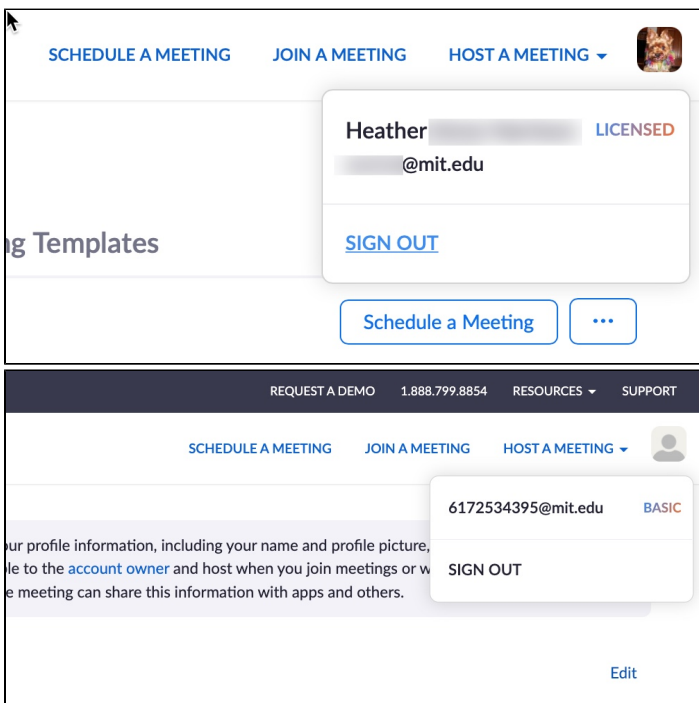 SCHEDULE A MEETING JOIN A MEETING HOST A MEETING
Heather LICENSED
@mit.edu
SIGN OUT
ng Templates
Schedule a Meeting ...
REQUEST A DEMO 1.888.799.8854 RESOURCES SUPPORT
SCHEDULE A MEETING JOIN A MEETING HOST A MEETING
6172534395@mit.edu BASIC
SIGN OUT
our profile information, including your name and profile picture,
le to the account owner and host when you join meetings or w
e meeting can share this information with apps and others.
Edit